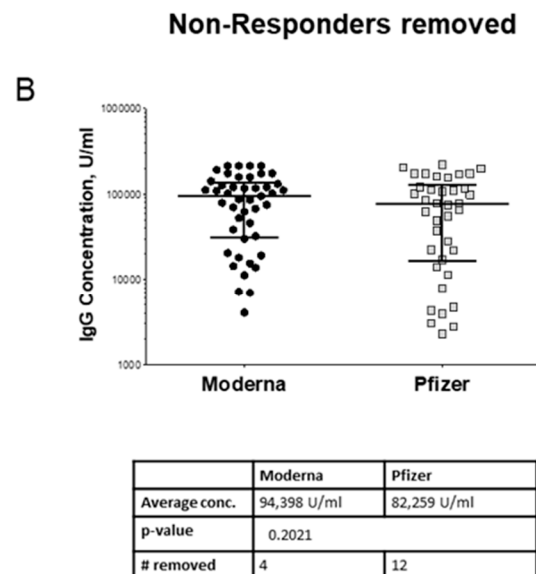 Non-Responders removed
B
IgG Concentration, U/ml
1000000
100000
10000
1000
Moderna Pfizer
Moderna Pfizer
Average conc. 94,398 U/ml 82,259 U/ml
p-value 0.2021
# removed 4 12